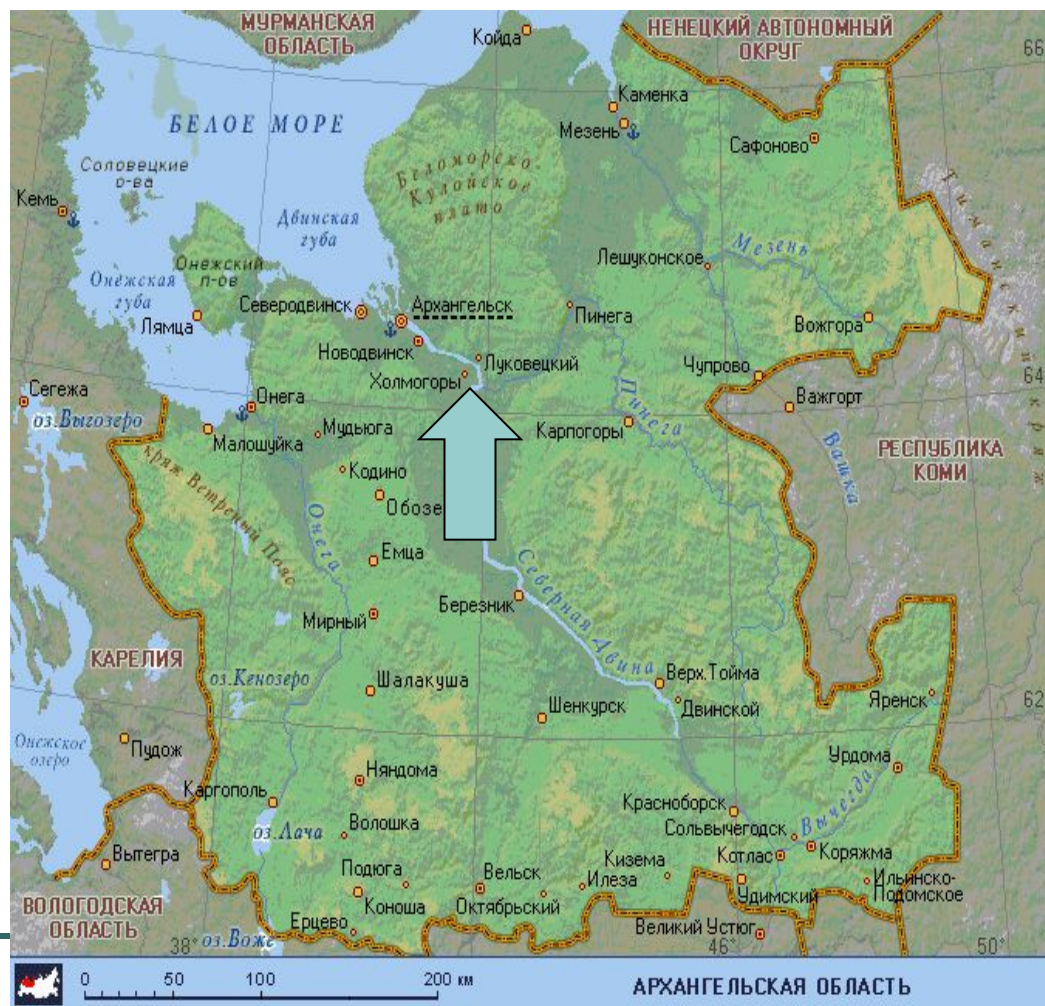 МУРМАНСКАЯ
ОБЛАСТЬ
Койда
НЕНЕЦКИЙ АВТОНОМНЫЙ
ОКРУГ
66
Каменка
БЕЛОЕ МОРЕ
Мезень
Сафоново
Соловецкие
о-ва
Беломорско-
Кулойское
плато
Тиманский кряж
Кемь
Двинская
губа
Мезень
Лешуконское
Онежский
п-ов
Онежская
губа
Северодвинск
Архангельск
Пинега
Лямца
Вожгора
Новодвинск
Луковецкий
Чупрово
Холмогоры
64
Сегежа
Онега
Важгорт
оз.Выгозеро
Пинега
Малошуйка
Мудьюга
Карпогоры
Вашка
РЕСПУБЛИКА
КОМИ
кряж Ветреный Пояс
Кодино
Обозе
Онега
Емца
Северная Двина
Березник
Мирный
КАРЕЛИЯ
оз.Кенозеро
Шалакуша
Верх.Тойма
Двинской
Яренск
62
Шенкурск
Онежское
озеро
Пудож
Урдома
Няндома
Каргополь
Красноборск
Вычегда
оз.Лача
Волошка
Сольвычегодск
Вытегра
Котлас
Коряжма
Подюга
Вельск
Кизема
Илеза
Ильинско-
Подомское
Удимский
Коноша
Октябрьский
ВОЛОГОДСКАЯ
ОБЛАСТЬ
Ерцево
Великий Устюг
38°
оз.Воже
46°
50°
0 50 100 200 км
АРХАНГЕЛЬСКАЯ ОБЛАСТЬ